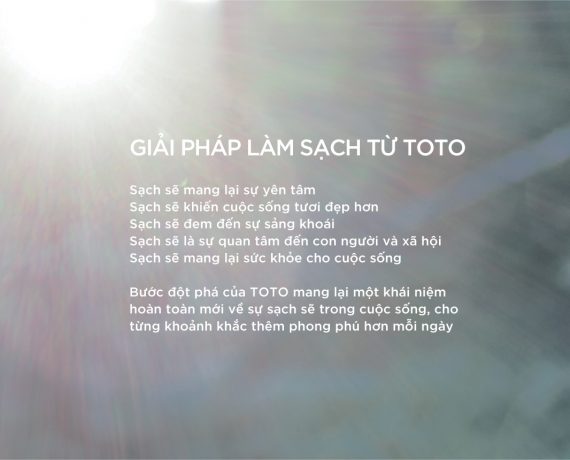 GIẢI PHÁP LÀM SẠCH TỪ TOTO
Sạch sẽ mang lại sự yên tâm
Sạch sẽ khiến cuộc sống tươi đẹp hơn
Sạch sẽ đem đến sự sảng khoái
Sạch sẽ là sự quan tâm đến con người và xã hội
Sạch sẽ mang lại sức khỏe cho cuộc sống
Bước đột phá của TOTO mang lại một khái niệm
hoàn toàn mới về sự sạch sẽ trong cuộc sống, cho
từng khoảnh khắc thêm phong phú hơn mỗi ngày